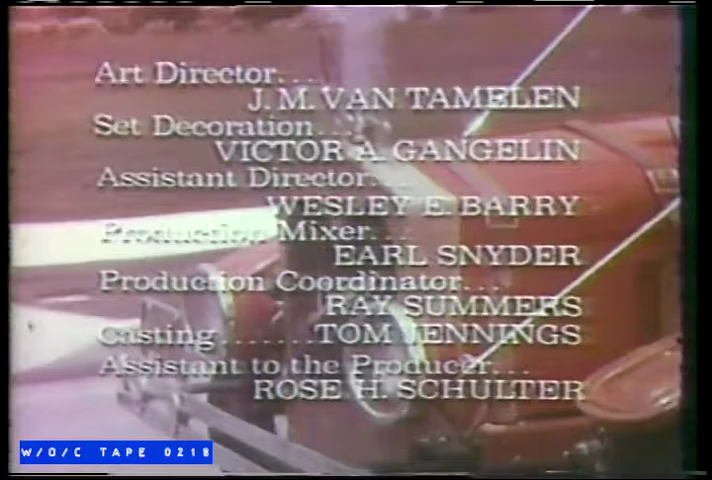 Art Director...
J. M. VAN TAMELEN
Set Decoration...
VICTOR A. GANGELIN
Assistant Director...
WESLEY E. BARRY
Production Mixer...
EARL SNYDER
Production Coordinator...
RAY SUMMERS
Casting.......TOM JENNINGS
Assistant to the Producer...
ROSE H. SCHULTER
W/O/C TAPE 0218